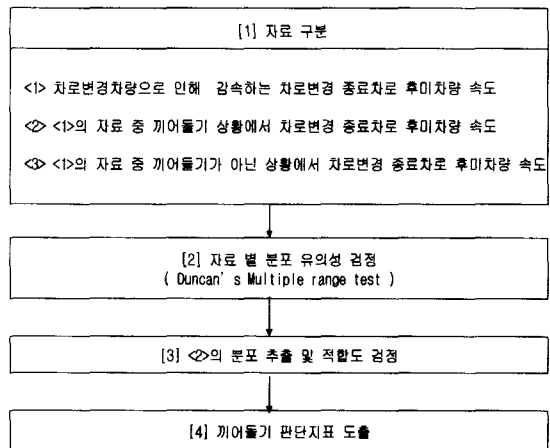 [1] 자료 구분
<1> 차로변경차량으로 인해 감속하는 차로변경 종료차로 후미차량 속도
<2> <1>의 자료 중 끼어들기 상황에서 차로변경 종료차로 후미차량 속도
<3> <1>의 자료 중 끼어들기가 아닌 상황에서 차로변경 종료차로 후미차량 속도
[2] 자료 별 분포 유의성 검정
( Duncan's Multiple range test )
[3] <2>의 분포 추출 및 적합도 검정
[4] 끼어들기 판단지표 도출